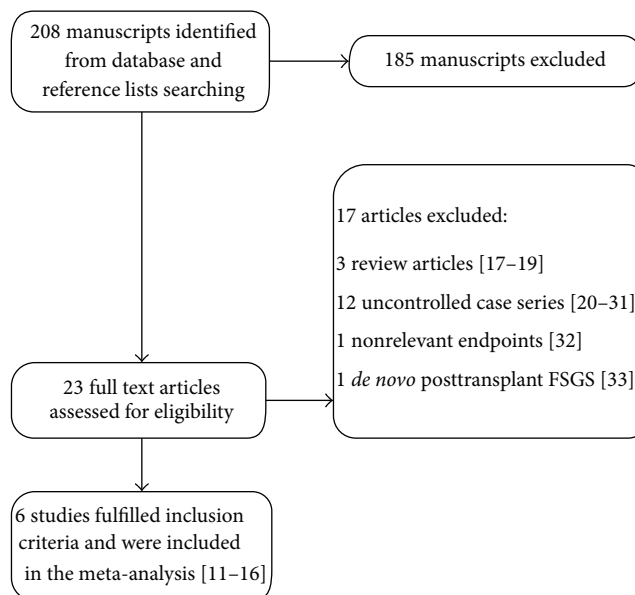 208 manuscripts identified
from database and
reference lists searching
185 manuscripts excluded
17 articles excluded:
3 review articles [17–19]
12 uncontrolled case series [20–31]
1 nonrelevant endpoints [32]
1 de novo posttransplant FSGS [33]
23 full text articles
assessed for eligibility
6 studies fulfilled inclusion
criteria and were included
in the meta-analysis [11–16]